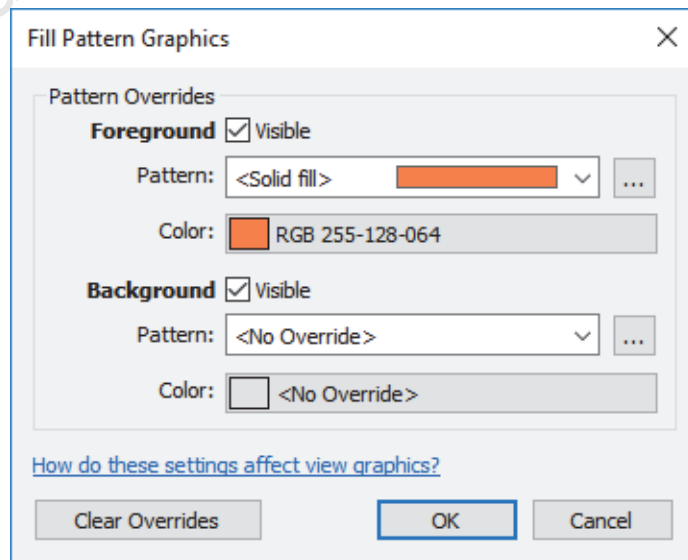 Fill Pattern Graphics
Pattern Overrides
Foreground Visible
Pattern: <Solid fill> ...
Color: RGB 255-128-064
Background Visible
Pattern: <No Override> ...
Color: <No Override>
How do these settings affect view graphics?
Clear Overrides OK Cancel